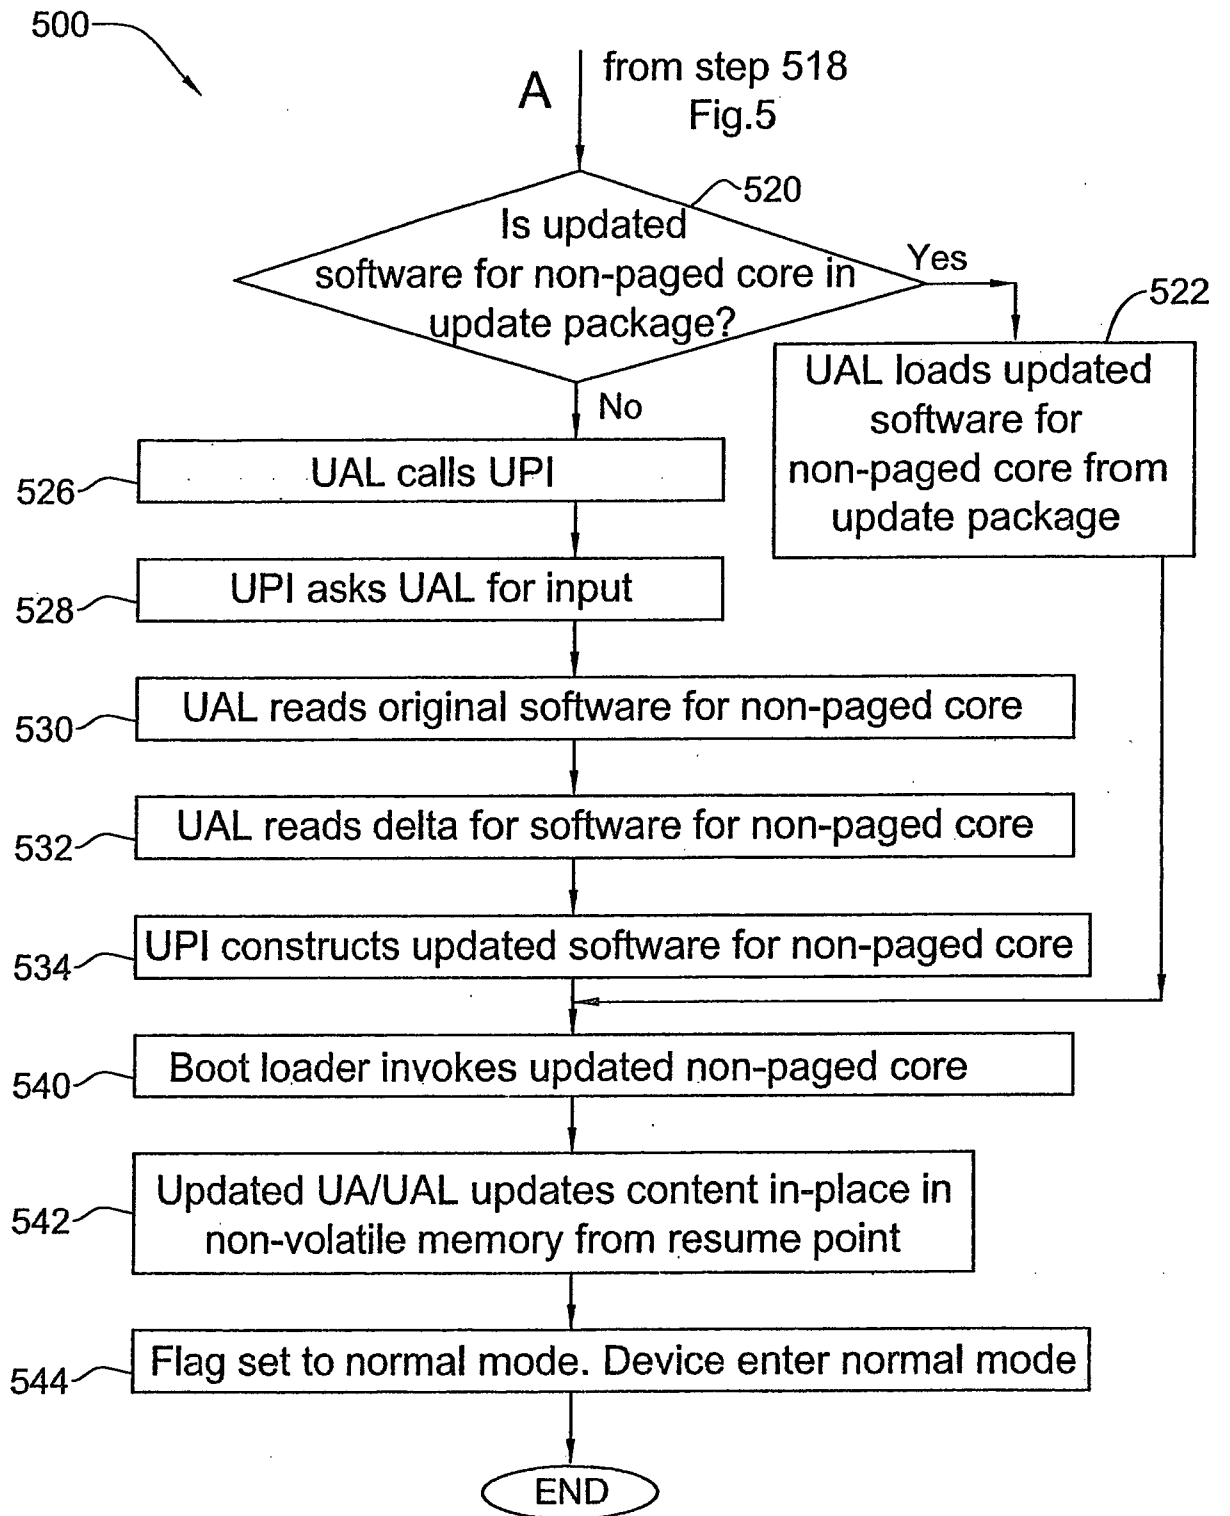 500
A
from step 518
Fig.5
520
Is updated
software for non-paged core in
update package?
Yes
522
UAL loads updated
software for
non-paged core from
update package
No
526
UAL calls UPI
528
UPI asks UAL for input
530
UAL reads original software for non-paged core
532
UAL reads delta for software for non-paged core
534
UPI constructs updated software for non-paged core
540
Boot loader invokes updated non-paged core
542
Updated UA/UAL updates content in-place in
non-volatile memory from resume point
544
Flag set to normal mode. Device enter normal mode
END